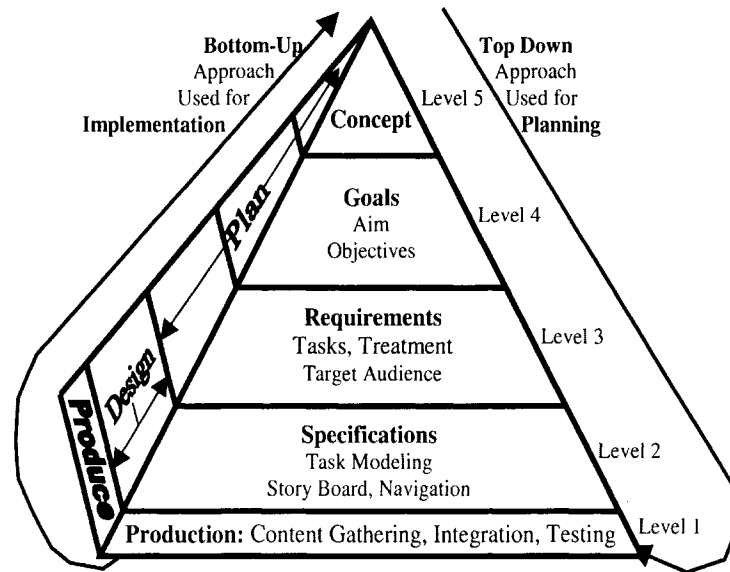 Bottom-Up
Approach
Used for
Implementation
Top Down
Approach
Used for
Planning
Level 5
Concept
Plan
Goals
Aim
Objectives
Level 4
Requirements
Tasks, Treatment
Target Audience
Level 3
Design
Produce
Specifications
Task Modeling
Story Board, Navigation
Level 2
Production: Content Gathering, Integration, Testing
Level 1